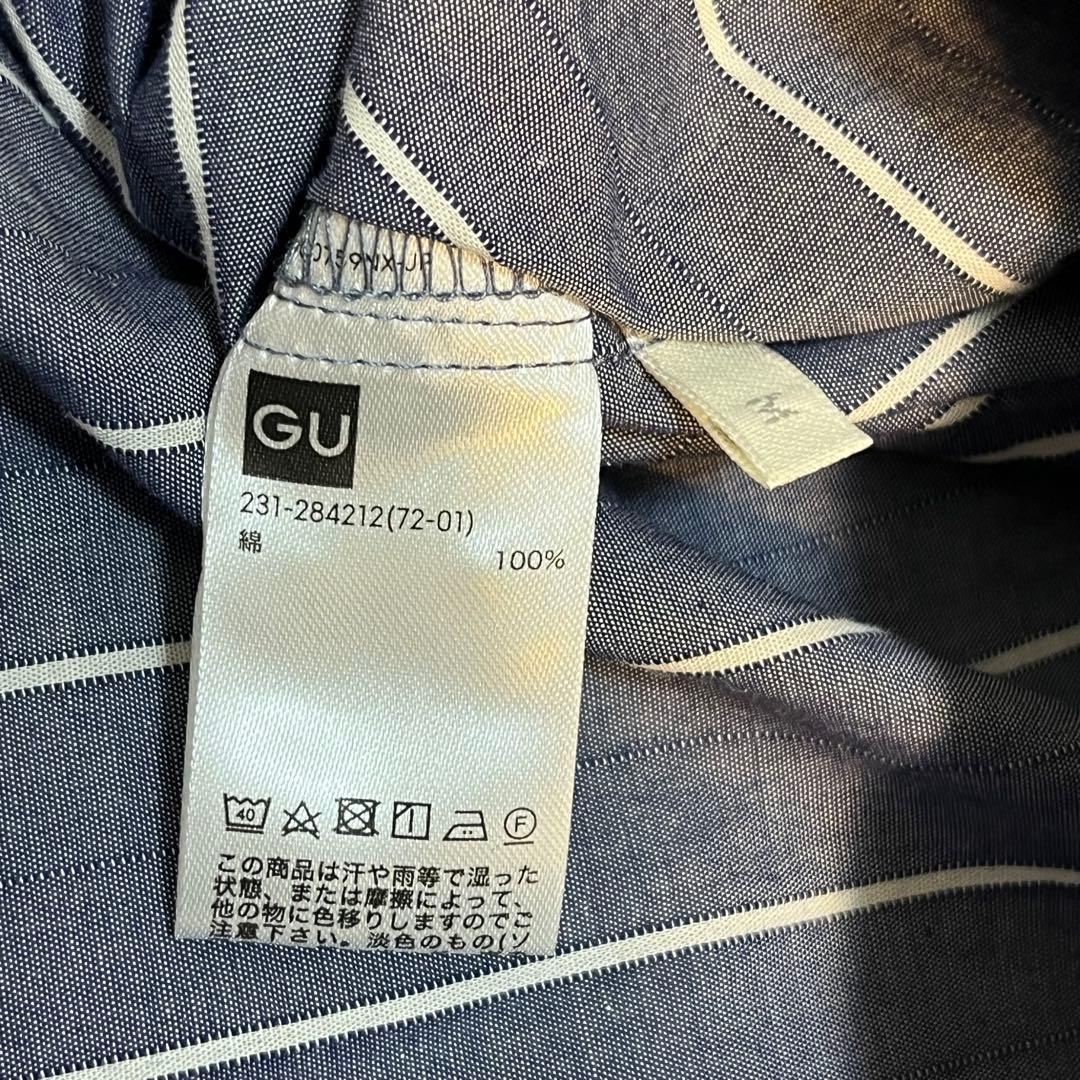 GU
231-284212(72-01)
綿
100%
40
F
この商品は汗や雨等で湿った
状態、または摩擦によって、
他の物に色移りしますのでご
注意下さい。淡色のもの(ソ
M